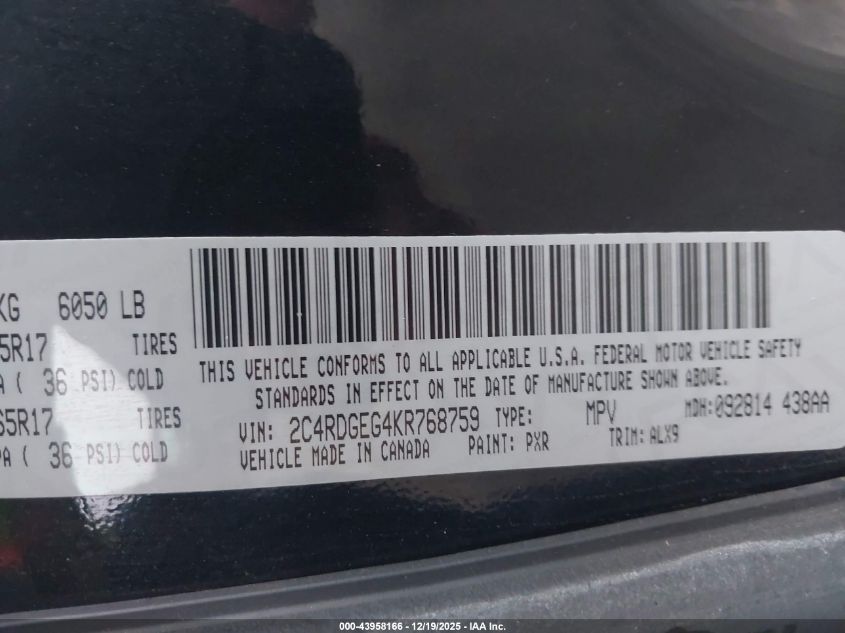 KG 6050 LB
5R17 TIRES
A ( 36 PSI) COLD
5R17 TIRES
PA ( 36 PSI) COLD
THIS VEHICLE CONFORMS TO ALL APPLICABLE U.S.A. FEDERAL MOTOR VEHICLE SAFETY
STANDARDS IN EFFECT ON THE DATE OF MANUFACTURE SHOWN ABOVE.
VIN: 2C4RDGEG4KR768759 TYPE: MPV MDH:092814 438AA
VEHICLE MADE IN CANADA PAINT: PXR TRIM: ALX9
000-43958166 - 12/19/2025 - IAA Inc.